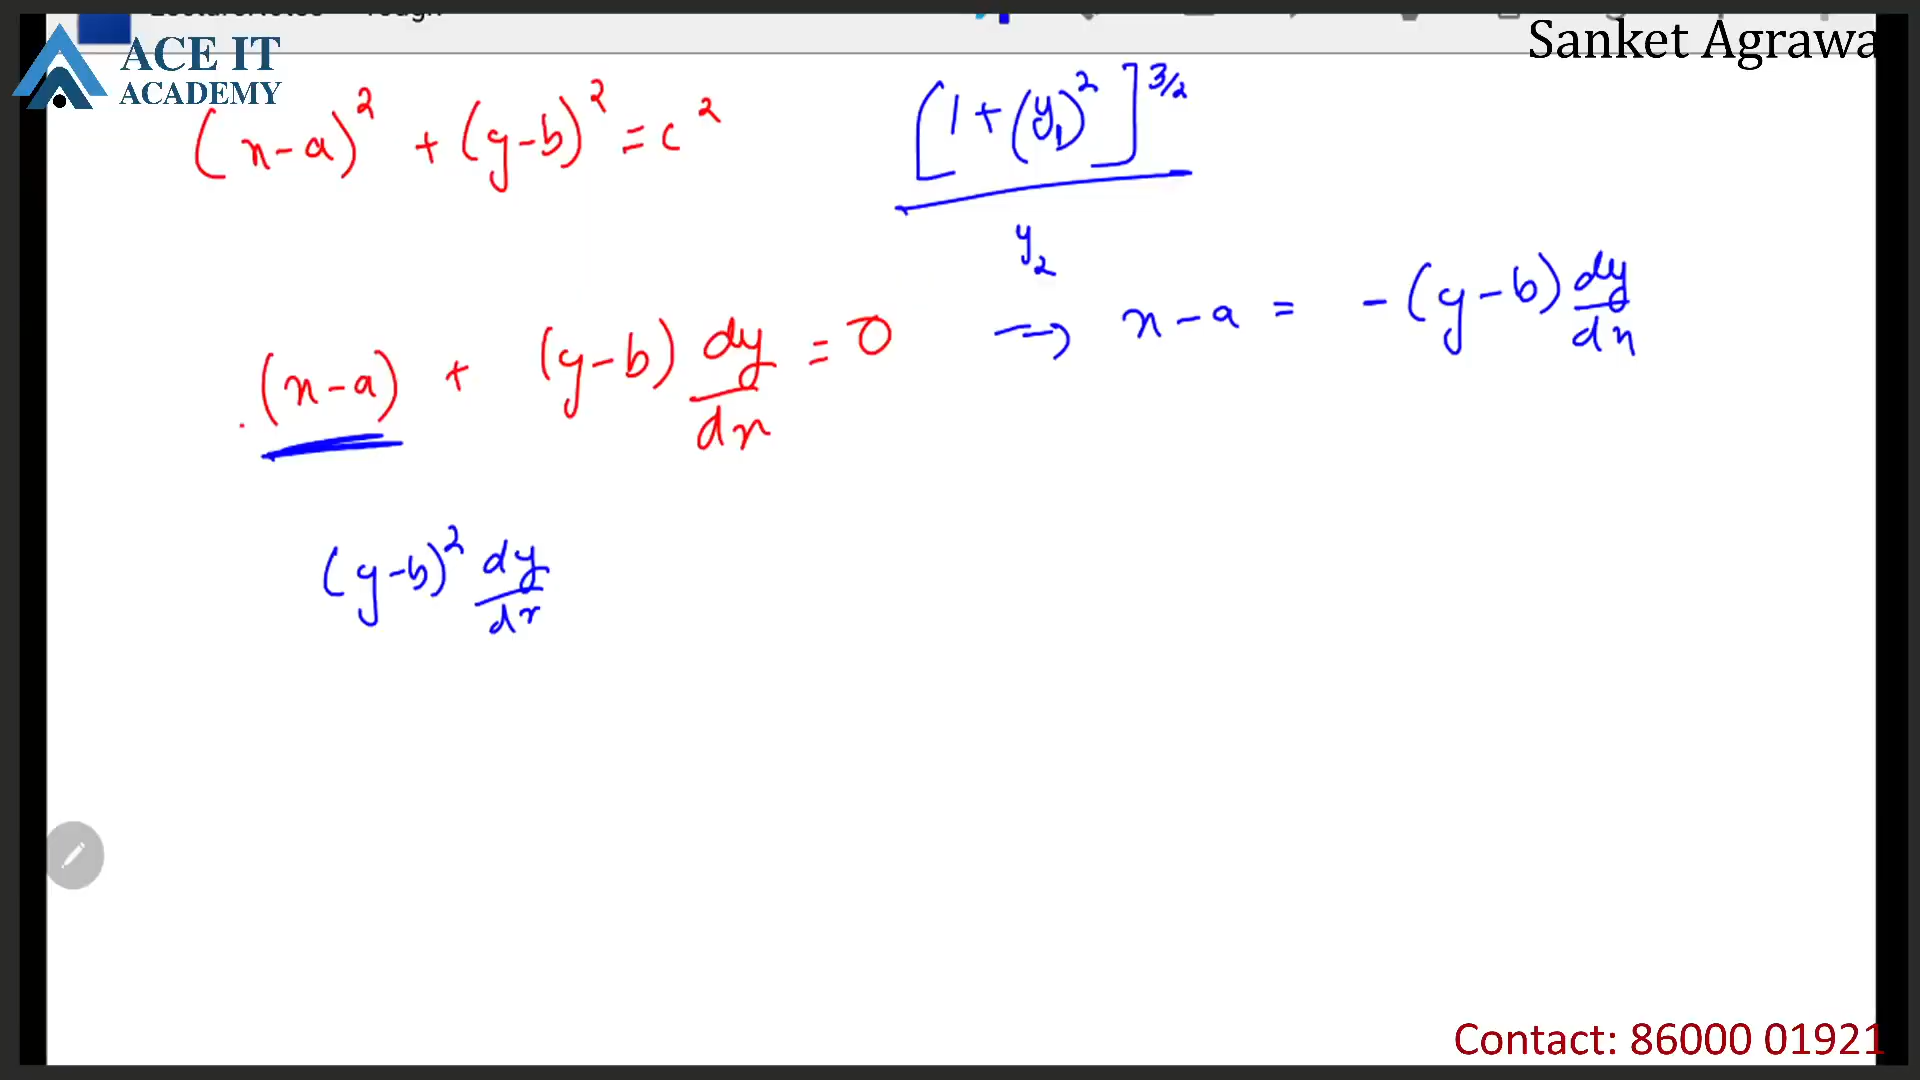 Sanket Agrawa
ACE IT
ACADEMY
(x-a)² + (y-b)² = c²
[1+(y₁)²]^3/2
y₂
(x-a) + (y-b) dy/dx = 0
→ x-a = -(y-b) dy/dx
(y-b)² dy/dx
Contact: 86000 01921